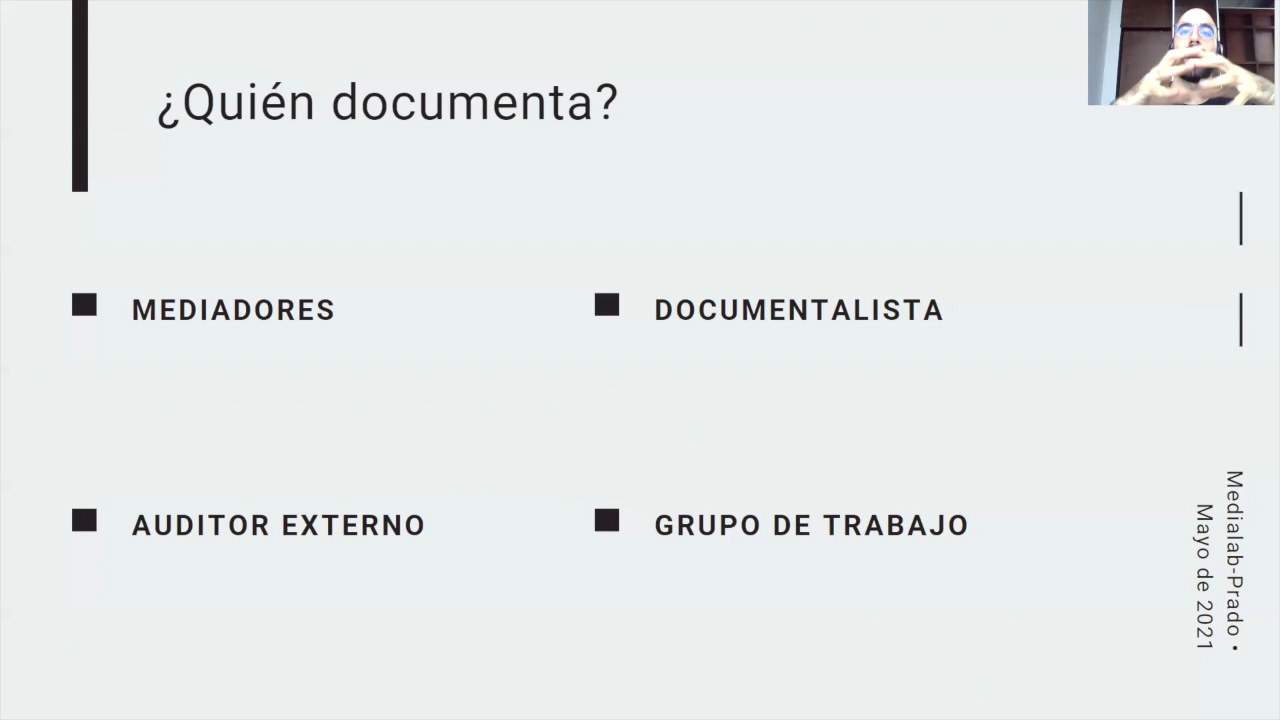 ¿Quién documenta?
MEDIADORES
DOCUMENTALISTA
AUDITOR EXTERNO
GRUPO DE TRABAJO
Medialab-Prado •
Mayo de 2021